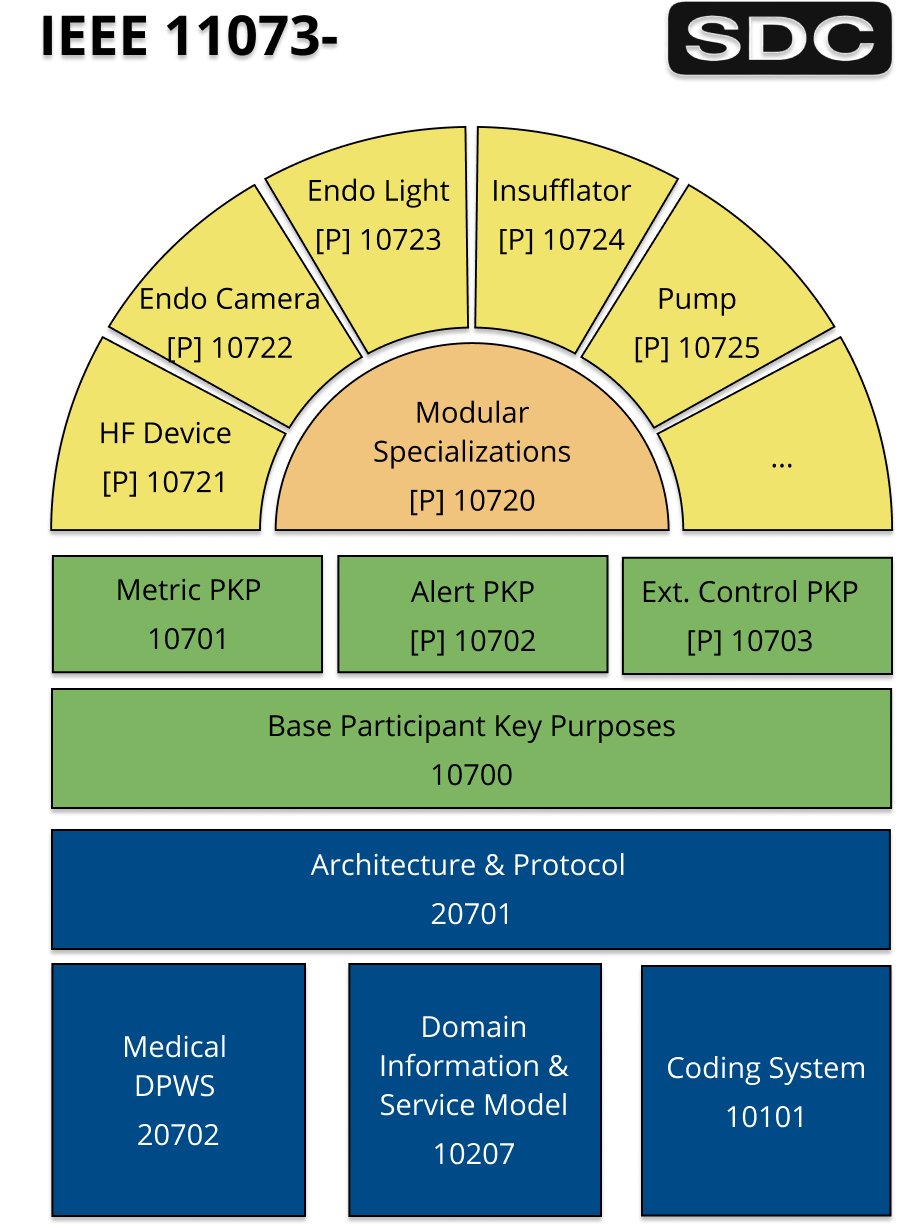 IEEE 11073-
SDC
Endo Light
[P] 10723
Insufflator
[P] 10724
Endo Camera
[P] 10722
Pump
[P] 10725
HF Device
[P] 10721
Modular
Specializations
[P] 10720
...
Metric PKP
10701
Alert PKP
[P] 10702
Ext. Control PKP
[P] 10703
Base Participant Key Purposes
10700
Architecture & Protocol
20701
Medical
DPWS
20702
Domain
Information &
Service Model
10207
Coding System
10101